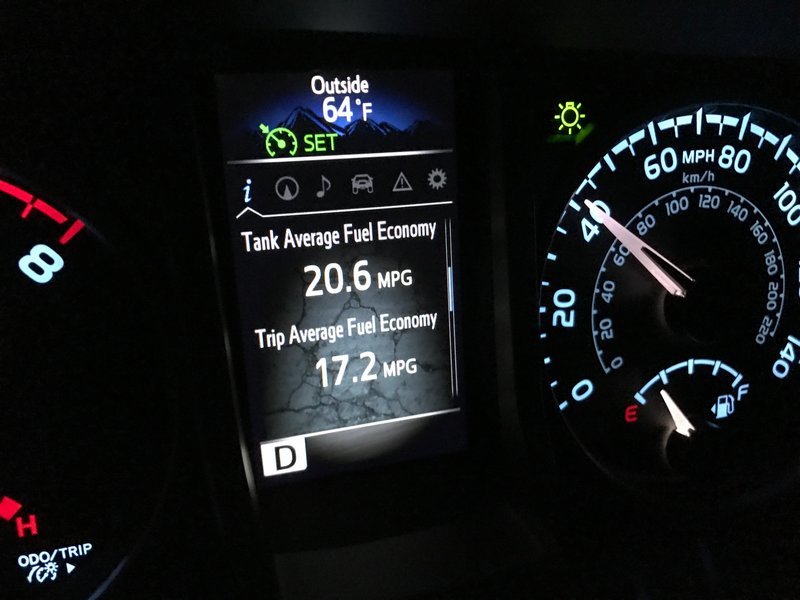 Outside
64°F
SET
i
Tank Average Fuel Economy
20.6 MPG
Trip Average Fuel Economy
17.2 MPG
D
8
H
ODO/TRIP
0
20
40
60
MPH
80
100
140
km/h
0
20
40
60
80
100
120
140
160
180
200
220
E
F